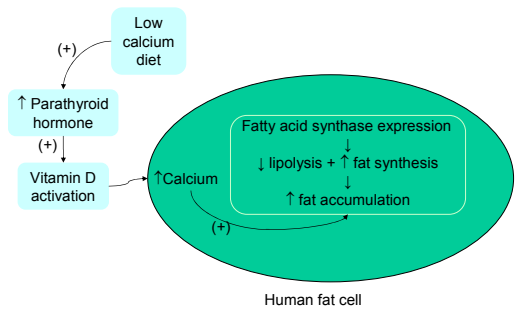 Low
calcium
diet
(+)
↑ Parathyroid
hormone
(+)
Vitamin D
activation
↑Calcium
(+)
Fatty acid synthase expression
↓
↓ lipolysis + ↑ fat synthesis
↓
↑ fat accumulation
Human fat cell